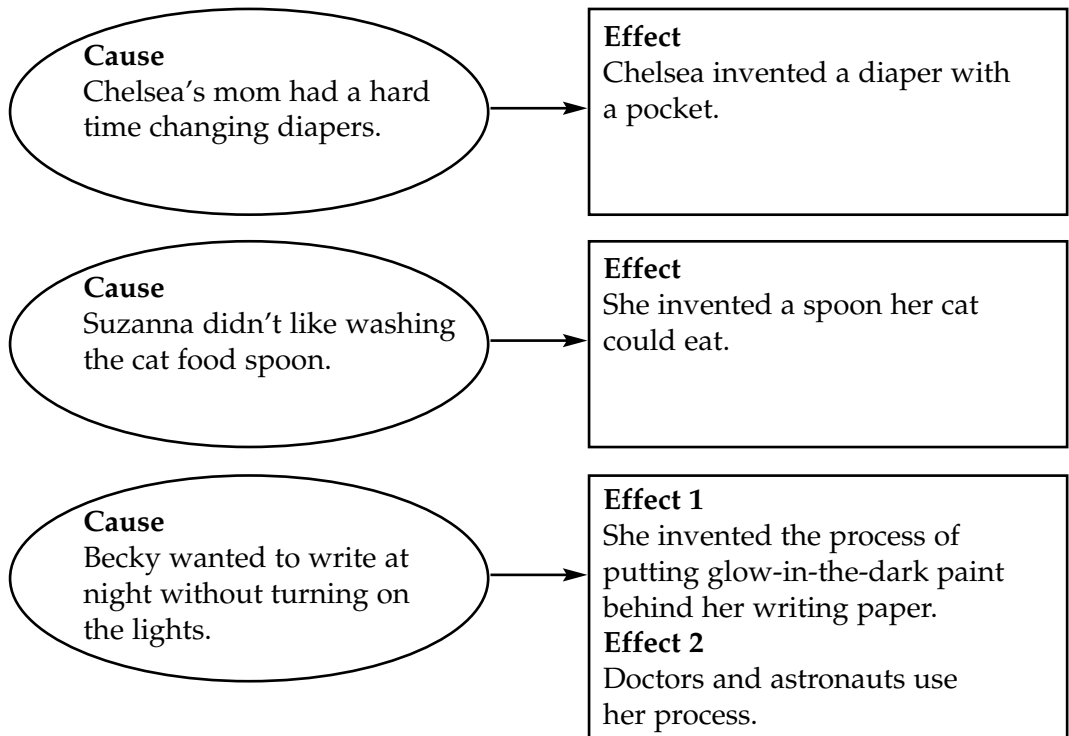 Cause
Chelsea’s mom had a hard
time changing diapers.
Effect
Chelsea invented a diaper with
a pocket.
Cause
Suzanna didn’t like washing
the cat food spoon.
Effect
She invented a spoon her cat
could eat.
Cause
Becky wanted to write at
night without turning on
the lights.
Effect 1
She invented the process of
putting glow-in-the-dark paint
behind her writing paper.
Effect 2
Doctors and astronauts use
her process.